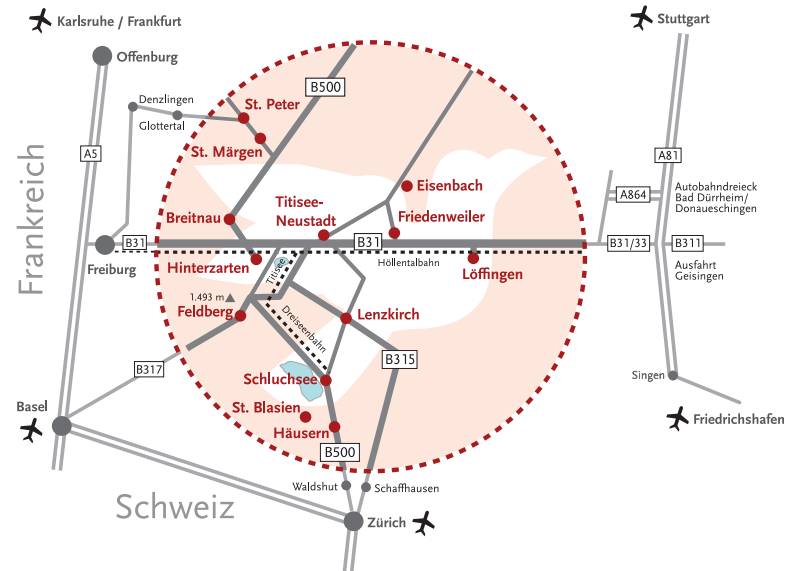 Karlsruhe / Frankfurt
Stuttgart
Offenburg
B500
Denzlingen
St. Peter
Glottertal
St. Märgen
A5
A81
Frankreich
Eisenbach
A864
Autobahndreieck
Bad Dürrheim/
Donaueschingen
Titisee-
Neustadt
Breitnau
Friedenweiler
B31
B31
B31/33
B311
Freiburg
Hinterzarten
Titisee
Höllentalbahn
Löffingen
Ausfahrt
Geisingen
1.493 m
Feldberg
Dreiseenbahn
Lenzkirch
B317
B315
Schluchsee
Singen
Basel
St. Blasien
Häusern
Friedrichshafen
B500
Waldshut
Schaffhausen
Schweiz
Zürich